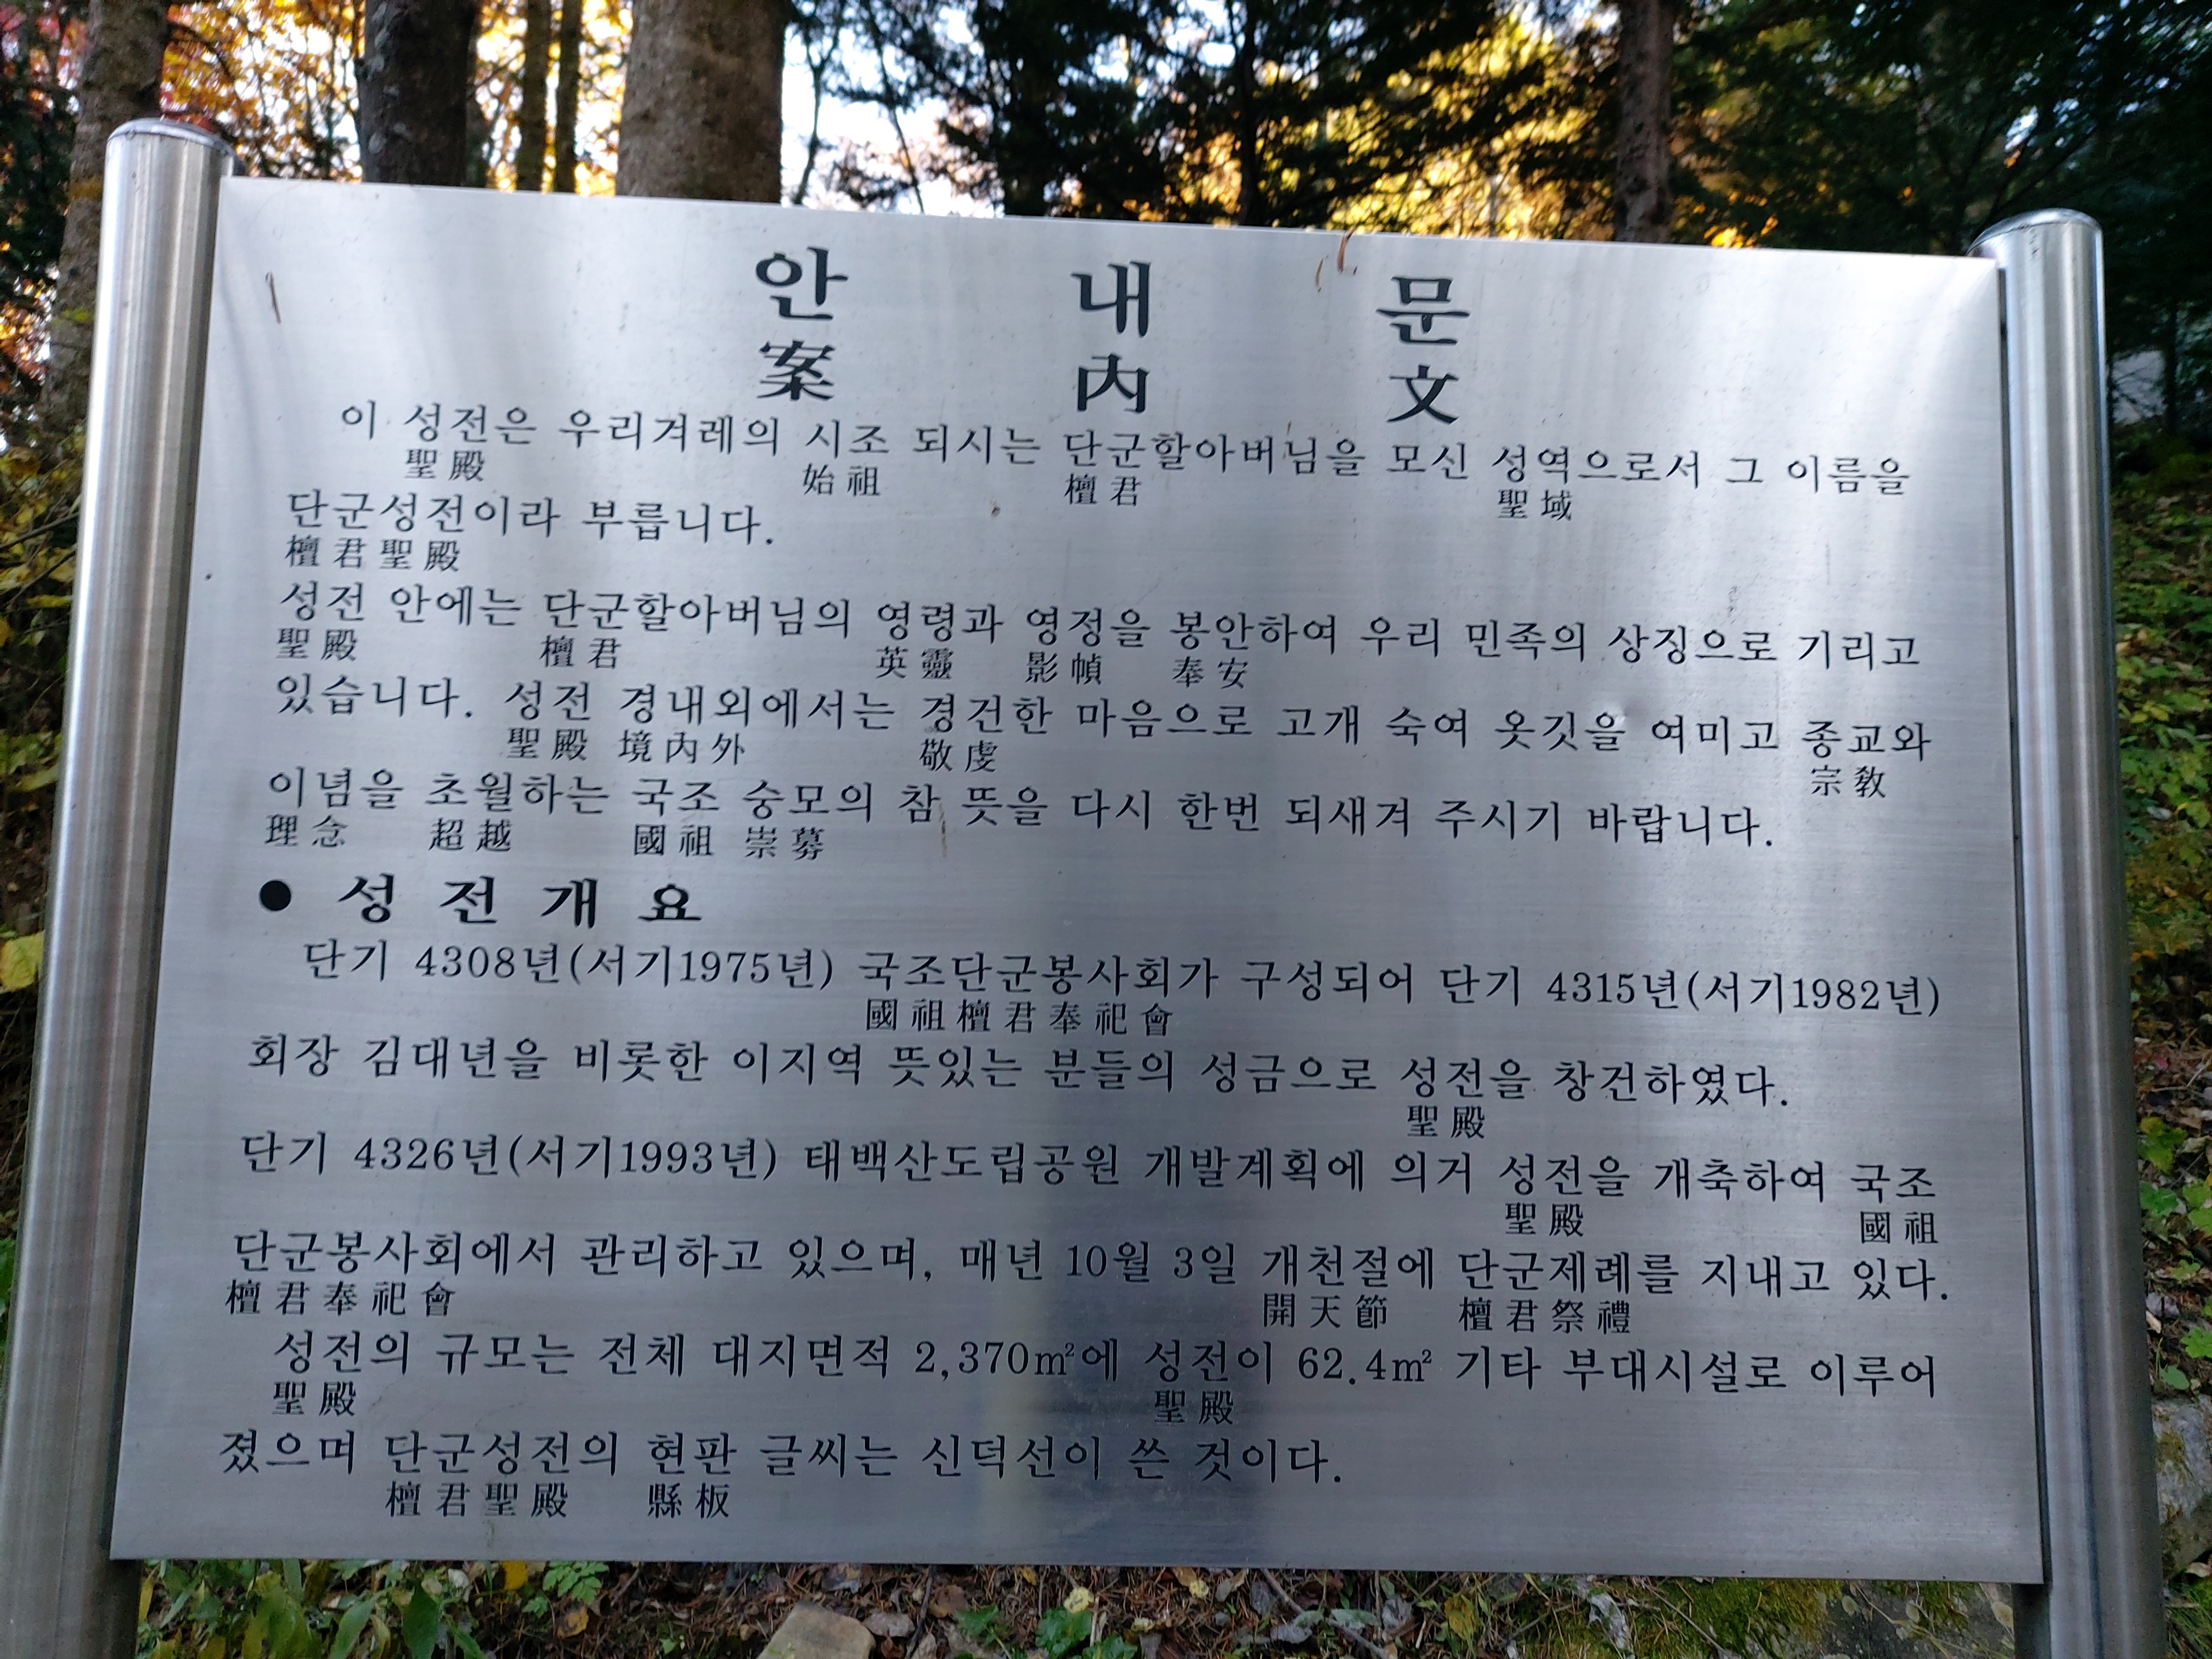 안 내 문
案 內 文
이 성전은 우리겨레의 시조 되시는 단군할아버님을 모신 성역으로서 그 이름을
聖殿 始祖 檀君 聖域
단군성전이라 부릅니다.
檀君聖殿
성전 안에는 단군할아버님의 영령과 영정을 봉안하여 우리 민족의 상징으로 기리고
聖殿 檀君 英靈 影幀 奉安
있습니다. 성전 경내외에서는 경건한 마음으로 고개 숙여 옷깃을 여미고 종교와
聖殿 境內外 敬虔 宗敎
이념을 초월하는 국조 숭모의 참 뜻을 다시 한번 되새겨 주시기 바랍니다.
理念 超越 國祖 崇募
● 성 전 개 요
단기 4308년(서기1975년) 국조단군봉사회가 구성되어 단기 4315년(서기1982년)
國祖檀君奉祀會
회장 김대년을 비롯한 이지역 뜻있는 분들의 성금으로 성전을 창건하였다.
聖殿
단기 4326년(서기1993년) 태백산도립공원 개발계획에 의거 성전을 개축하여 국조
聖殿 國祖
단군봉사회에서 관리하고 있으며, 매년 10월 3일 개천절에 단군제례를 지내고 있다.
檀君奉祀會 開天節 檀君祭禮
성전의 규모는 전체 대지면적 2,370㎡에 성전이 62.4㎡ 기타 부대시설로 이루어
聖殿 聖殿
졌으며 단군성전의 현판 글씨는 신덕선이 쓴 것이다.
檀君聖殿 縣板